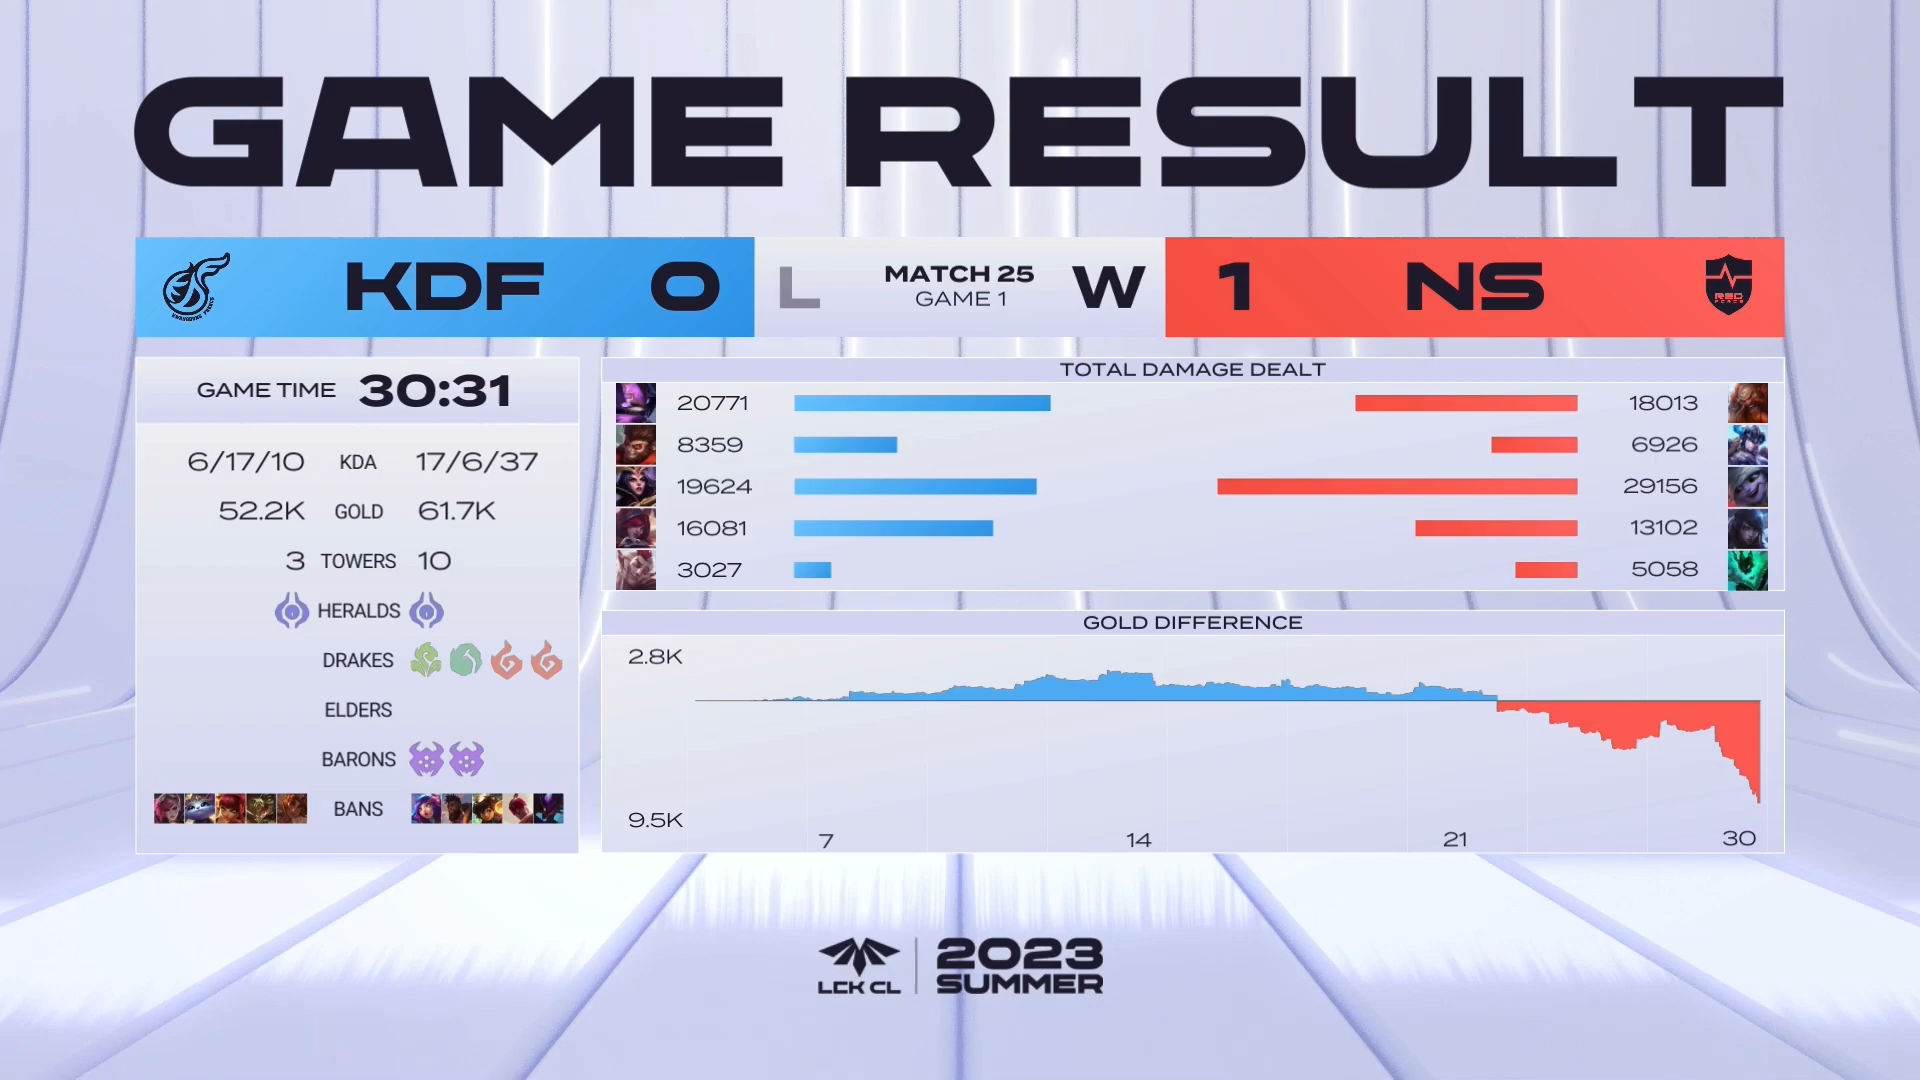 GAME RESULT
KDF 0 L MATCH 25 W 1 NS
GAME 1
RED
FORCE
GAME TIME 30:31
6/17/10 KDA 17/6/37
52.2K GOLD 61.7K
3 TOWERS 10
HERALDS
DRAKES
ELDERS
BARONS
BANS
TOTAL DAMAGE DEALT
20771 18013
8359 6926
19624 29156
16081 13102
3027 5058
GOLD DIFFERENCE
2.8K
9.5K
7 14 21 30
LCK CL
2023
SUMMER